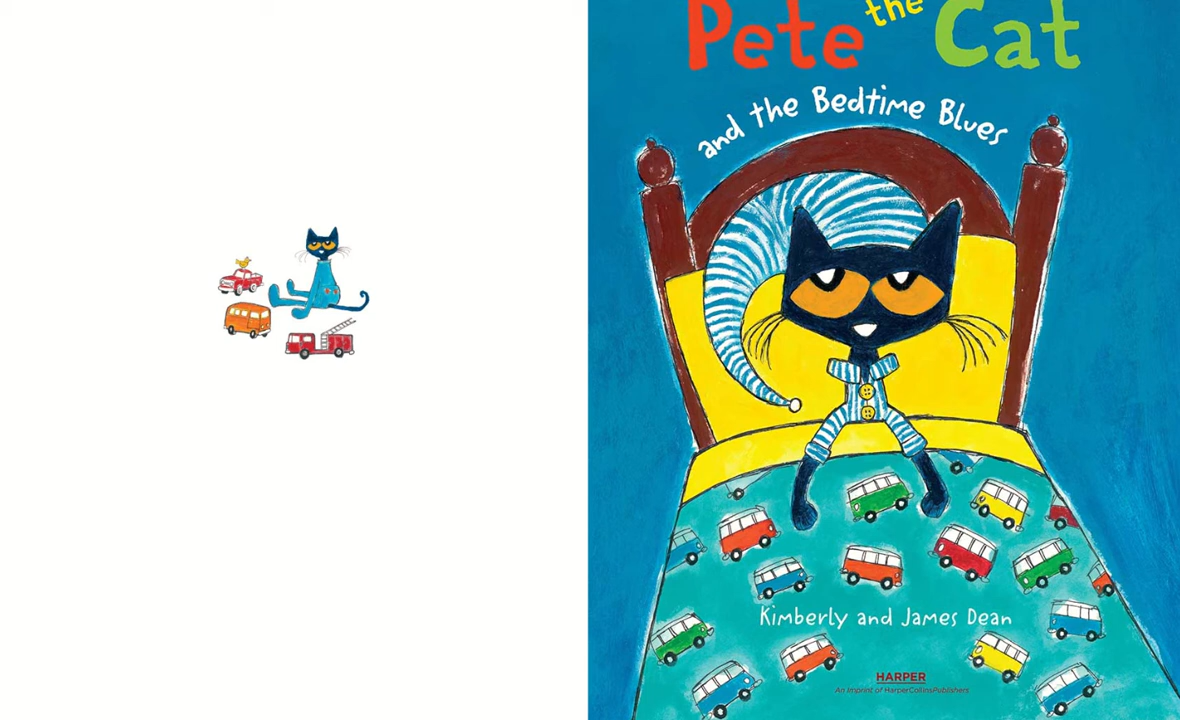 Pete the Cat
and the Bedtime Blues
Kimberly and James Dean
HARPER
An Imprint of HarperCollinsPublishers